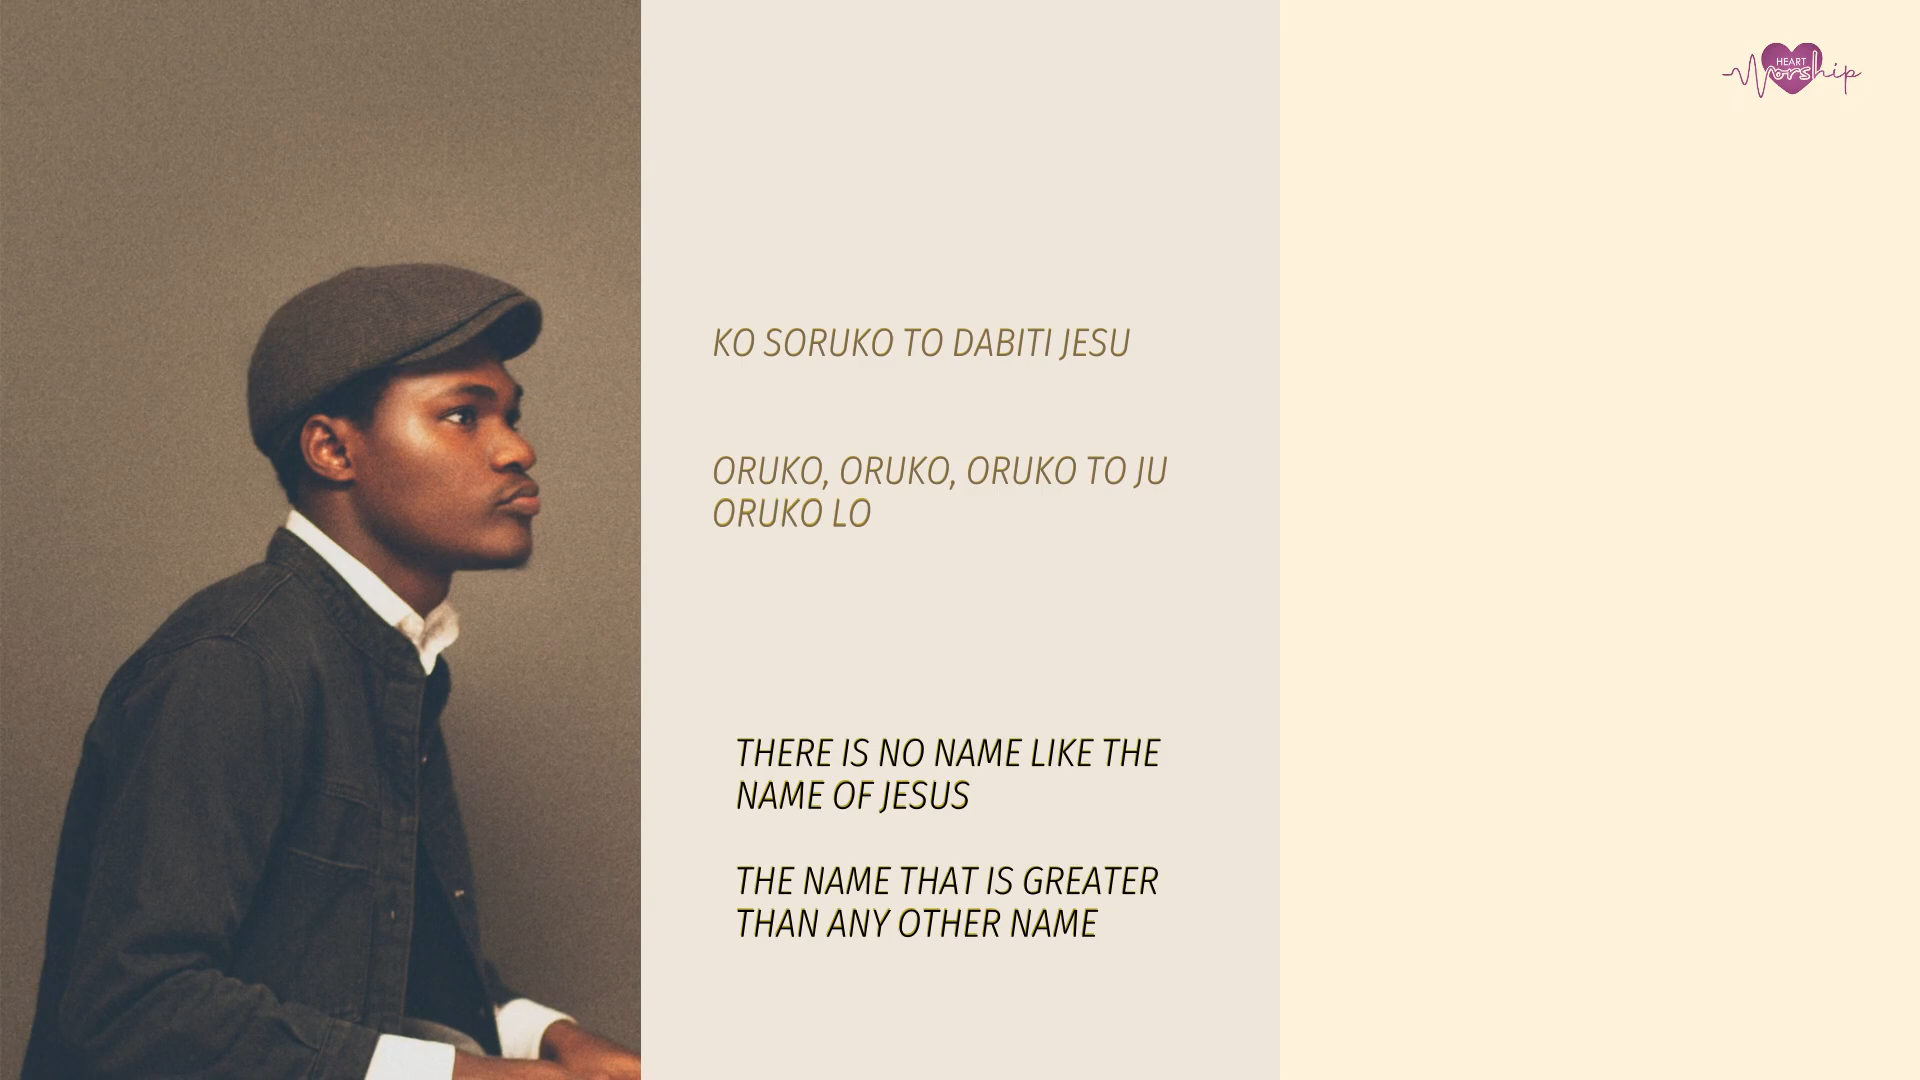 HEART
Worship
KO SORUKO TO DABITI JESU
ORUKO, ORUKO, ORUKO TO JU
ORUKO LO
THERE IS NO NAME LIKE THE
NAME OF JESUS
THE NAME THAT IS GREATER
THAN ANY OTHER NAME